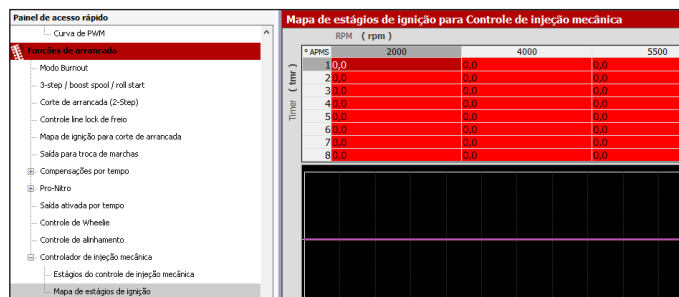 Painel de acesso rápido
Curva de PWM
Funções de arrancada
Modo Burnout
3-step / boost spool / roll start
Corte de arrancada (2-Step)
Controle line lock de freio
Mapa de ignição para corte de arrancada
Saída para troca de marchas
Compensações por tempo
Pro-Nitro
Saída ativada por tempo
Controle de Wheelie
Controle de alinhamento
Controlador de injeção mecânica
Estágios do controle de injeção mecânica
Mapa de estágios de ignição
Mapa de estágios de ignição para Controle de injeção mecânica
RPM ( rpm )
° APMS 2000 4000 5500
Timer ( tmr )
1 0,0 0,0 0,0
2 0,0 0,0 0,0
3 0,0 0,0 0,0
4 0,0 0,0 0,0
5 0,0 0,0 0,0
6 0,0 0,0 0,0
7 0,0 0,0 0,0
8 0,0 0,0 0,0